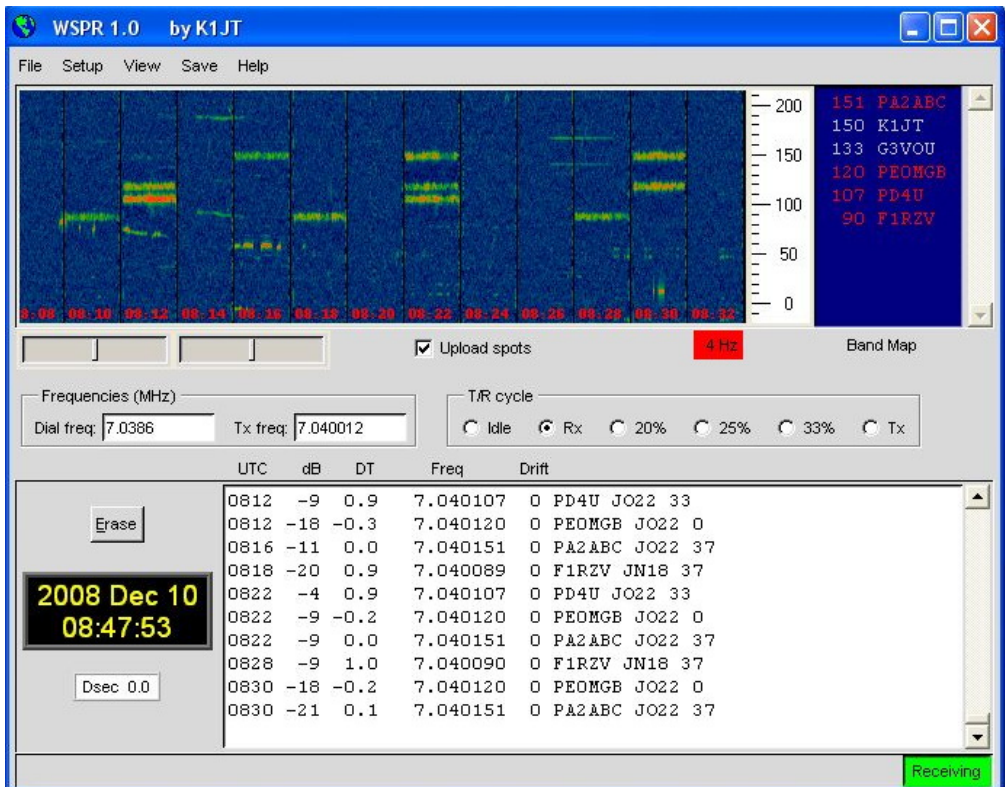 WSPR 1.0 by K1JT
File Setup View Save Help
200
150
100
50
0
8:08 08:10 08:12 08:14 08:16 08:18 08:20 08:22 08:24 08:26 08:28 08:30 08:32
151 PA2ABC
150 K1JT
133 G3VOU
120 PE0MGB
107 PD4U
90 F1RZV
Upload spots 4 Hz Band Map
Frequencies (MHz) T/R cycle
Dial freq: 7.0386 Tx freq: 7.040012 Idle Rx 20% 25% 33% Tx
UTC dB DT Freq Drift
0812 -9 0.9 7.040107 0 PD4U JO22 33
0812 -18 -0.3 7.040120 0 PE0MGB JO22 0
0816 -11 0.0 7.040151 0 PA2ABC JO22 37
0818 -20 0.9 7.040089 0 F1RZV JN18 37
0822 -4 0.9 7.040107 0 PD4U JO22 33
0822 -9 -0.2 7.040120 0 PE0MGB JO22 0
0822 -9 0.0 7.040151 0 PA2ABC JO22 37
0828 -9 1.0 7.040090 0 F1RZV JN18 37
0830 -18 -0.2 7.040120 0 PE0MGB JO22 0
0830 -21 0.1 7.040151 0 PA2ABC JO22 37
Erase
2008 Dec 10
08:47:53
Dsec 0.0
Receiving